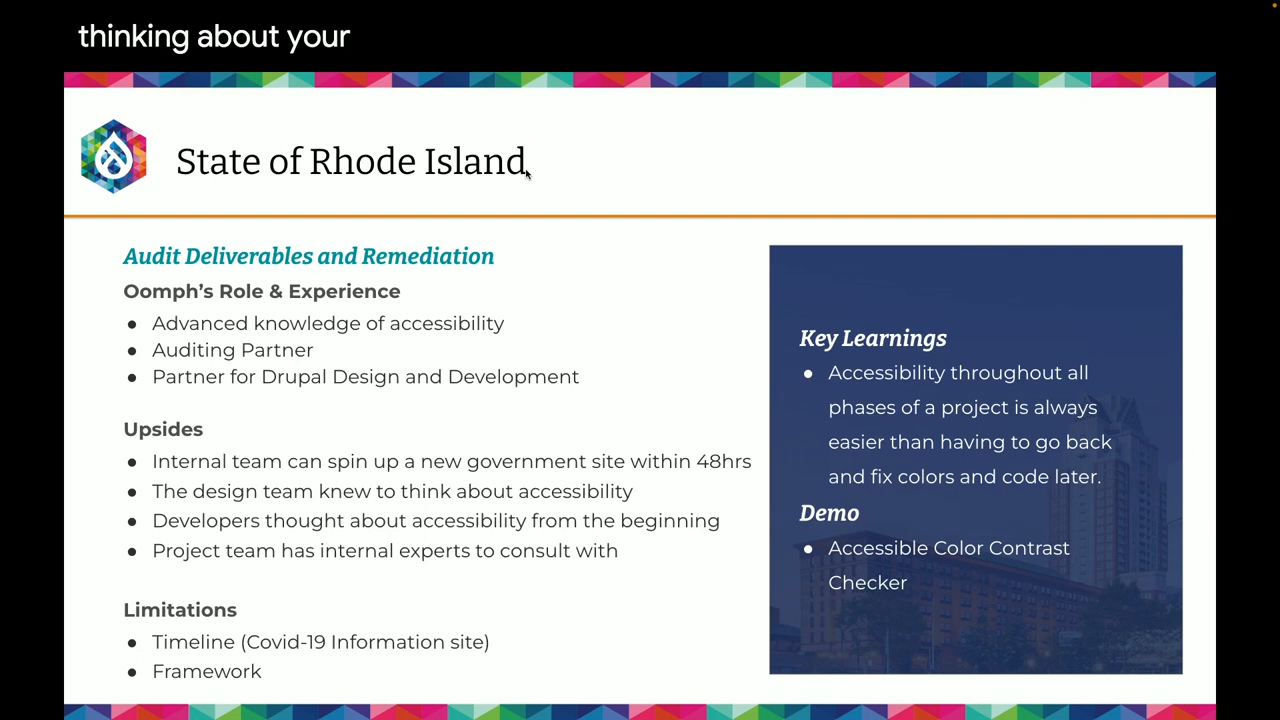 thinking about your
State of Rhode Island
Audit Deliverables and Remediation
Oomph's Role & Experience
● Advanced knowledge of accessibility
● Auditing Partner
● Partner for Drupal Design and Development
Upsides
● Internal team can spin up a new government site within 48hrs
● The design team knew to think about accessibility
● Developers thought about accessibility from the beginning
● Project team has internal experts to consult with
Limitations
● Timeline (Covid-19 Information site)
● Framework
Key Learnings
● Accessibility throughout all
phases of a project is always
easier than having to go back
and fix colors and code later.
Demo
● Accessible Color Contrast
Checker